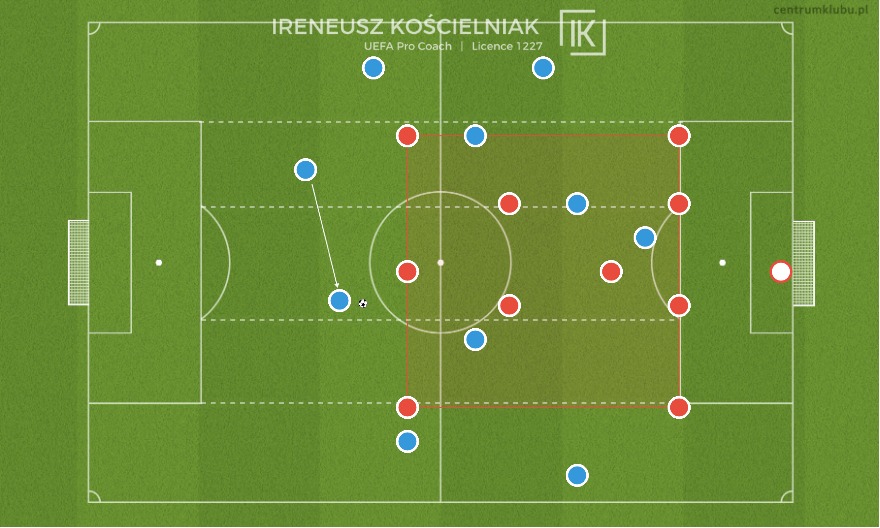 centrumklubu.pl
IRENEUSZ KOŚCIELNIAK
IK
UEFA Pro Coach | Licence 1227